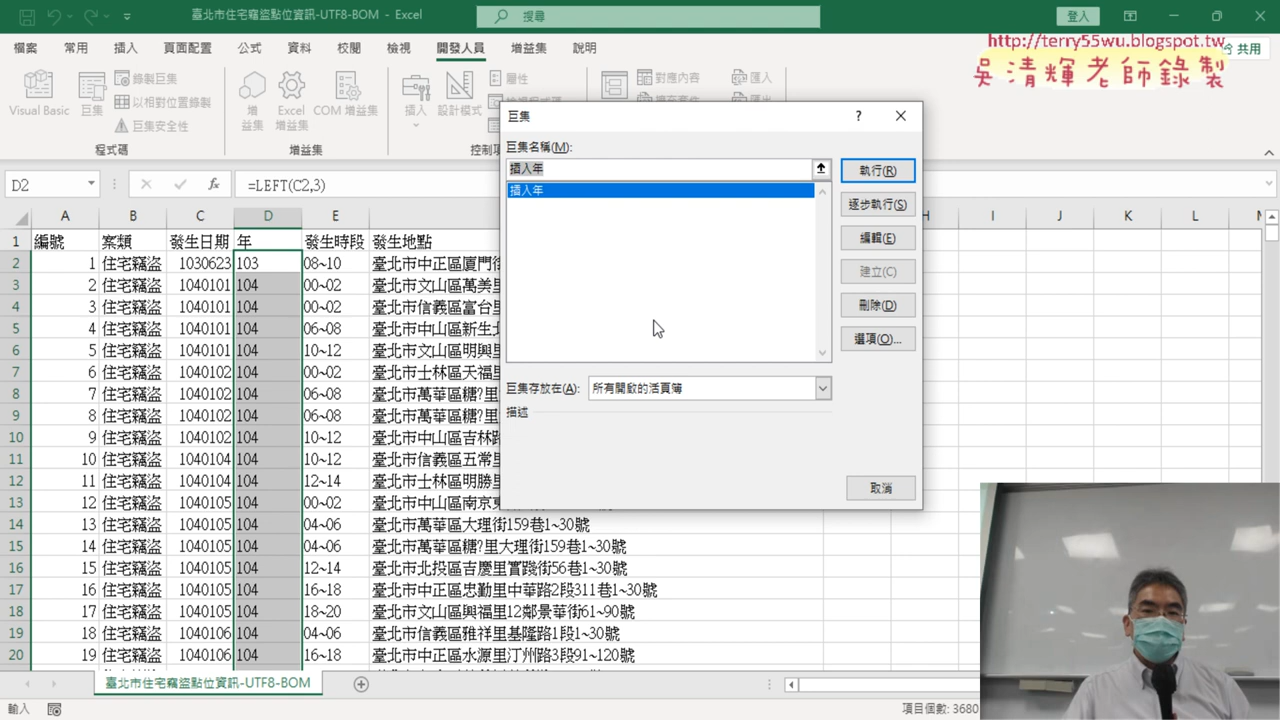 臺北市住宅竊盜點位資訊-UTF8-BOM - Excel
搜尋
登入
檔案 常用 插入 頁面配置 公式 資料 校閱 檢視 開發人員 增益集 說明
共用
http://terry55wu.blogspot.tw
吳清輝老師錄製
Visual Basic
巨集
錄製巨集
以相對位置錄製
巨集安全性
程式碼
增益集
Excel 增益集
COM 增益集
增益集
插入
設計模式
屬性
控制項
對應內容
匯入
D2
=LEFT(C2,3)
巨集
巨集名稱(M):
插入年
插入年
執行(R)
逐步執行(S)
編輯(E)
建立(C)
刪除(D)
選項(O)...
巨集存放在(A): 所有開啟的活頁簿
描述
取消
A B C D E H I J K L
1 編號 案類 發生日期 年 發生時段 發生地點
2 1 住宅竊盜 1030623 103 08~10 臺北市中正區廈門街
3 2 住宅竊盜 1040101 104 00~02 臺北市文山區萬美里
4 3 住宅竊盜 1040101 104 00~02 臺北市信義區富台里
5 4 住宅竊盜 1040101 104 06~08 臺北市中山區新生北
6 5 住宅竊盜 1040101 104 10~12 臺北市文山區明興里
7 6 住宅竊盜 1040102 104 00~02 臺北市士林區天福里
8 7 住宅竊盜 1040102 104 06~08 臺北市萬華區糖?里
9 8 住宅竊盜 1040102 104 06~08 臺北市萬華區糖?里
10 9 住宅竊盜 1040102 104 10~12 臺北市中山區吉林路
11 10 住宅竊盜 1040104 104 10~12 臺北市信義區五常里
12 11 住宅竊盜 1040104 104 12~14 臺北市士林區明勝里
13 12 住宅竊盜 1040105 104 00~02 臺北市中山區南京東
14 13 住宅竊盜 1040105 104 04~06 臺北市萬華區大理街159巷1~30號
15 14 住宅竊盜 1040105 104 04~06 臺北市萬華區糖?里大理街159巷1~30號
16 15 住宅竊盜 1040105 104 12~14 臺北市北投區吉慶里實踐街56巷1~30號
17 16 住宅竊盜 1040105 104 16~18 臺北市中正區忠勤里中華路2段311巷1~30號
18 17 住宅竊盜 1040105 104 18~20 臺北市文山區興福里12鄰景華街61~90號
19 18 住宅竊盜 1040106 104 04~06 臺北市信義區雅祥里基隆路1段1~30號
20 19 住宅竊盜 1040106 104 16~18 臺北市中正區水源里汀州路3段91~120號
臺北市住宅竊盜點位資訊-UTF8-BOM
輸入
項目個數: 3680